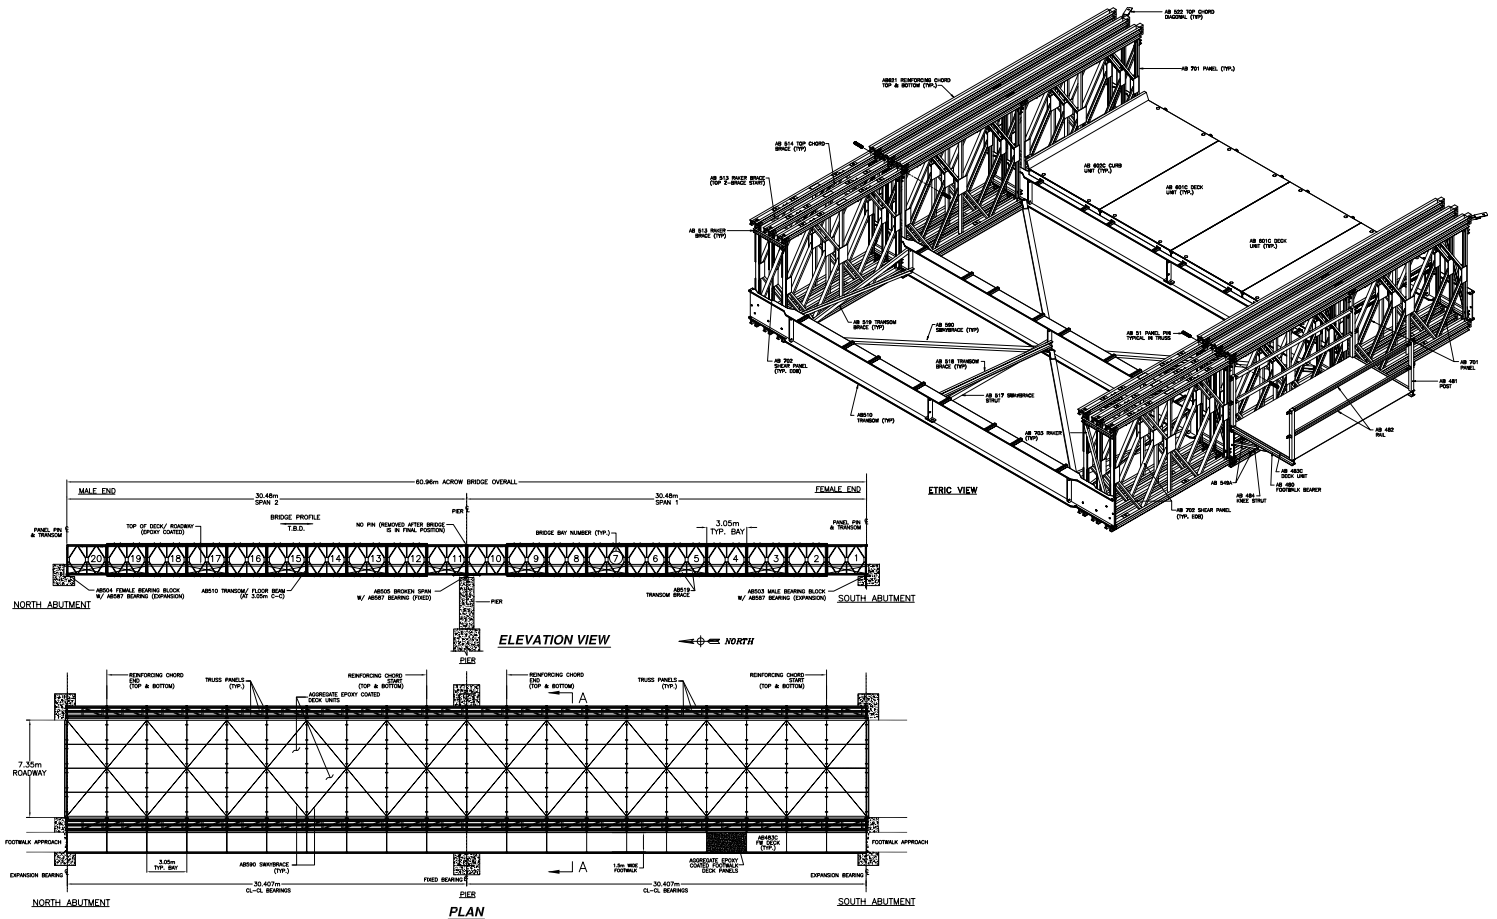 AB 522 TOP CHORD
DIAGONAL (TYP)
AB 701 PANEL (TYP.)
AB621 REINFORCING CHORD
TOP & BOTTOM (TYP.)
AB 514 TOP CHORD
BRACE (TYP)
AB 513 RAKER BRACE
(TOP Z-BRACE START)
AB 513 RAKER
BRACE (TYP)
AB 602C CURB
UNIT (TYP.)
AB 601C DECK
UNIT (TYP.)
AB 601C DECK
UNIT (TYP.)
AB 519 TRANSOM
BRACE (TYP)
AB 590
SWAYBRACE (TYP)
AB 51 PANEL PIN
TYPICAL IN TRUSS
AB 702
SHEAR PANEL
(TYP. EOB)
AB 518 TRANSOM
BRACE (TYP)
AB 701
PANEL
AB 481
POST
AB 517 SWAYBRACE
STRUT
AB510
TRANSOM (TYP)
AB 703 RAKER
(TYP)
AB 482
RAIL
AB 483C
DECK UNIT
AB 549A
AB 480
FOOTWALK BEARER
AB 484
KNEE STRUT
AB 702 SHEAR PANEL
(TYP. EOB)
ETRIC VIEW
60.96m ACROW BRIDGE OVERALL
MALE END
FEMALE END
30.48m
SPAN 2
30.48m
SPAN 1
PIER
PANEL PIN
& TRANSOM
TOP OF DECK/ ROADWAY
(EPOXY COATED)
BRIDGE PROFILE
T.B.D.
NO PIN (REMOVED AFTER BRIDGE
IS IN FINAL POSITION)
BRIDGE BAY NUMBER (TYP.)
3.05m
TYP. BAY
PANEL PIN
& TRANSOM
20 19 18 17 16 15 14 13 12 11 10 9 8 7 6 5 4 3 2 1
AB504 FEMALE BEARING BLOCK
W/ AB587 BEARING (EXPANSION)
AB510 TRANSOM/ FLOOR BEAM
(AT 3.05m C-C)
AB505 BROKEN SPAN
W/ AB587 BEARING (FIXED)
AB519
TRANSOM BRACE
AB503 MALE BEARING BLOCK
W/ AB587 BEARING (EXPANSION)
NORTH ABUTMENT
PIER
SOUTH ABUTMENT
ELEVATION VIEW
NORTH
PIER
REINFORCING CHORD
END
(TOP & BOTTOM)
TRUSS PANELS
(TYP.)
REINFORCING CHORD
START
(TOP & BOTTOM)
AGGREGATE EPOXY COATED
DECK UNITS
REINFORCING CHORD
END
(TOP & BOTTOM)
A
TRUSS PANELS
(TYP.)
REINFORCING CHORD
START
(TOP & BOTTOM)
7.35m
ROADWAY
FOOTWALK APPROACH
AB483C
FW DECK
(TYP.)
FOOTWALK APPROACH
3.05m
TYP. BAY
AB590 SWAYBRACE
(TYP.)
A
1.5m WIDE
FOOTWALK
AGGREGATE EPOXY
COATED FOOTWALK
DECK PANELS
EXPANSION BEARING
FIXED BEARING
EXPANSION BEARING
30.407m
CL-CL BEARINGS
30.407m
CL-CL BEARINGS
NORTH ABUTMENT
PIER
SOUTH ABUTMENT
PLAN